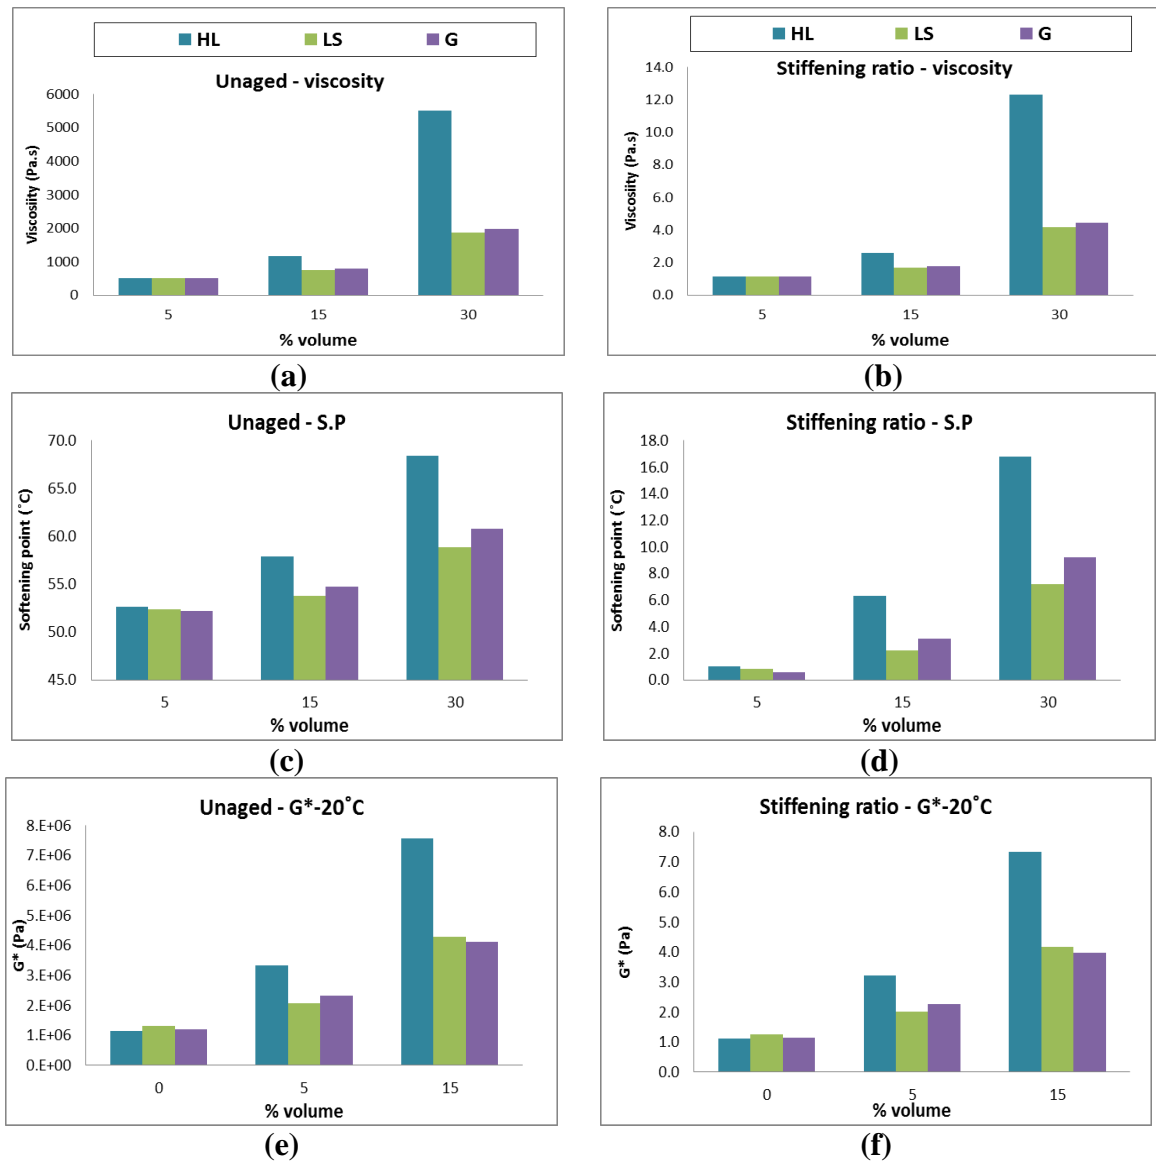 HL LS G
Unaged - viscosity
6000
5000
4000
3000
2000
1000
0
Viscosiity (Pa.s)
5 15 30
% volume
(a)
HL LS G
Stiffening ratio - viscosity
14.0
12.0
10.0
8.0
6.0
4.0
2.0
0.0
Viscosiity (Pa.s)
5 15 30
% volume
(b)
Unaged - S.P
70.0
65.0
60.0
55.0
50.0
45.0
Softening point (˚C)
5 15 30
% volume
(c)
Stiffening ratio - S.P
18.0
16.0
14.0
12.0
10.0
8.0
6.0
4.0
2.0
0.0
Softening point (˚C)
5 15 30
% volume
(d)
Unaged - G*-20˚C
8.E+06
7.E+06
6.E+06
5.E+06
4.E+06
3.E+06
2.E+06
1.E+06
0.E+00
G* (Pa)
0 5 15
% volume
(e)
Stiffening ratio - G*-20˚C
8.0
7.0
6.0
5.0
4.0
3.0
2.0
1.0
0.0
G* (Pa)
0 5 15
% volume
(f)